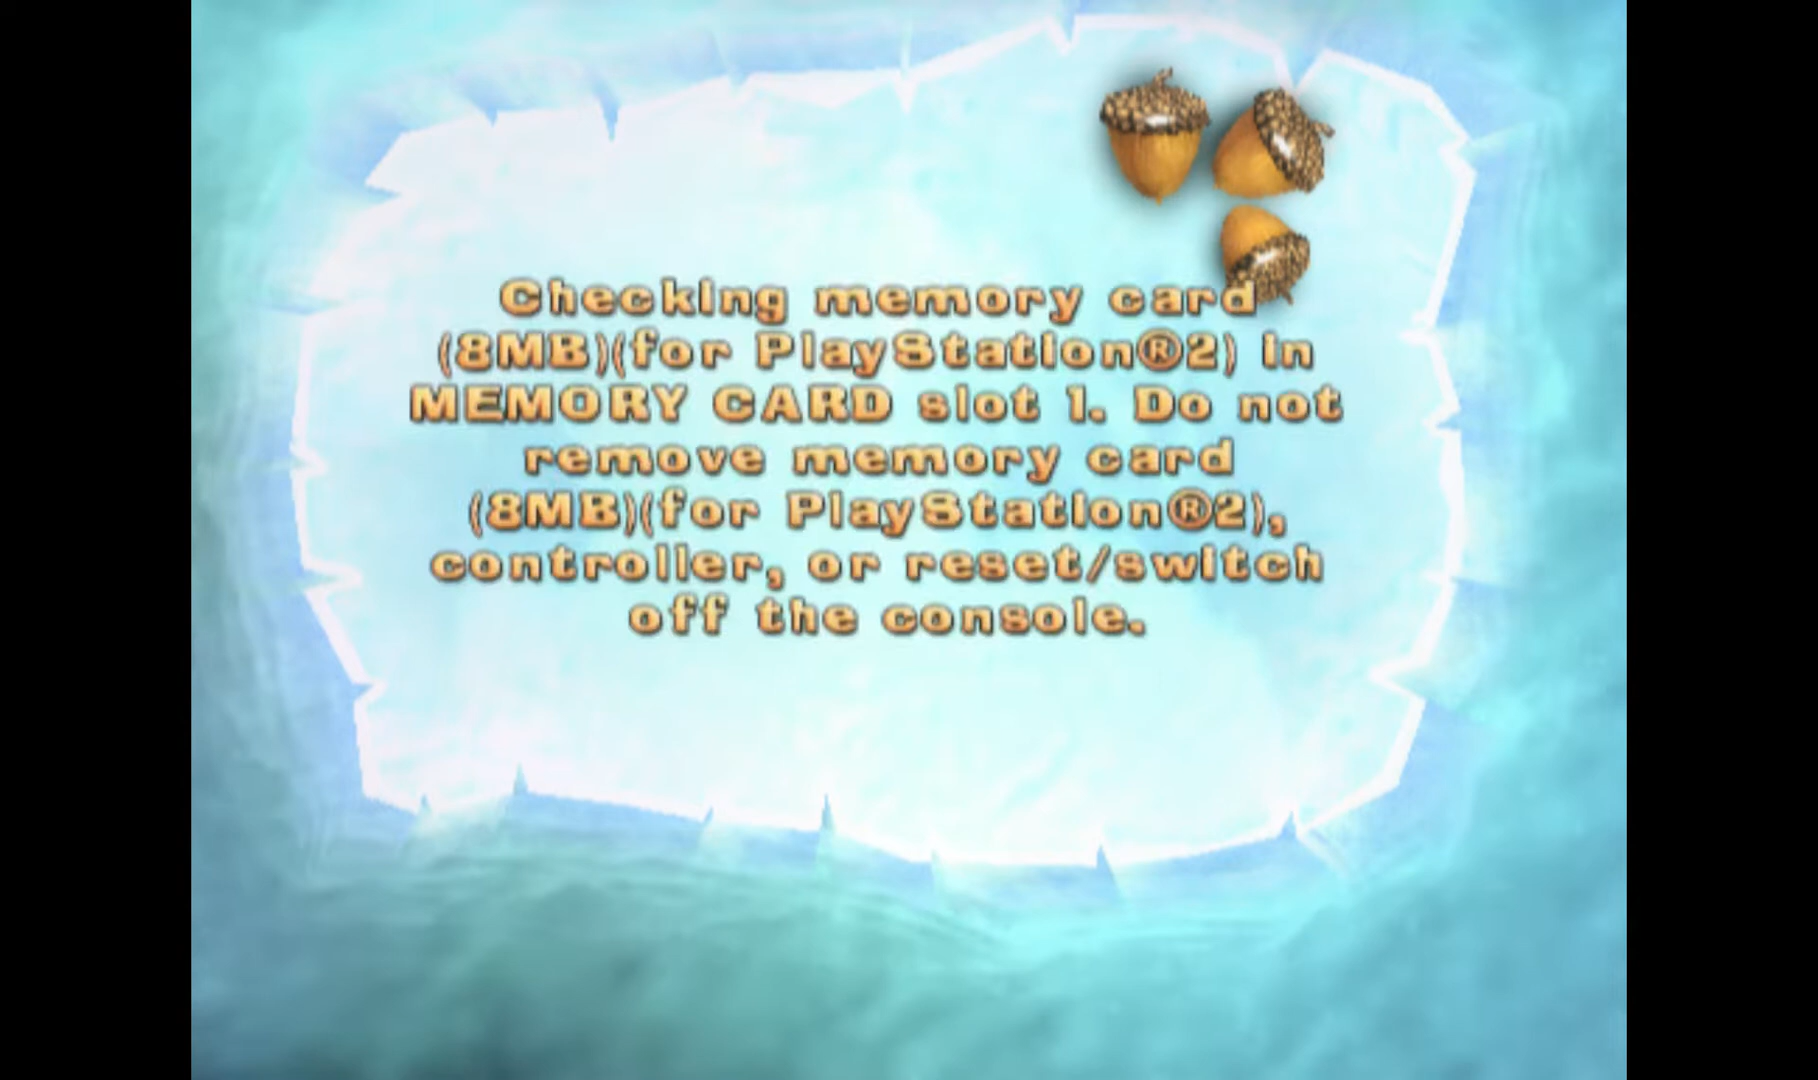 Checking memory card
(8MB)(for PlayStation®2) in
MEMORY CARD slot 1. Do not
remove memory card
(8MB)(for PlayStation®2),
controller, or reset/switch
off the console.